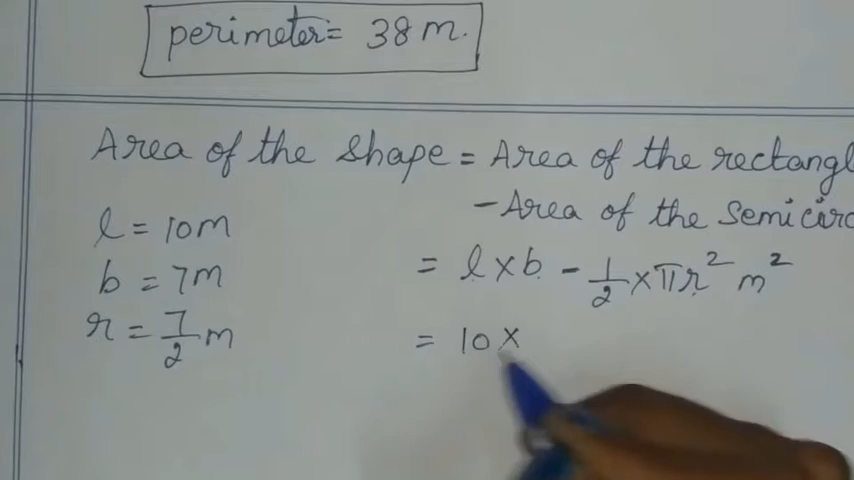 perimeter= 38 m.
Area of the shape = Area of the rectangl
- Area of the Semicirc
l = 10m
b = 7m
r = 7/2 m
= l × b - 1/2 × πr² m²
= 10 ×